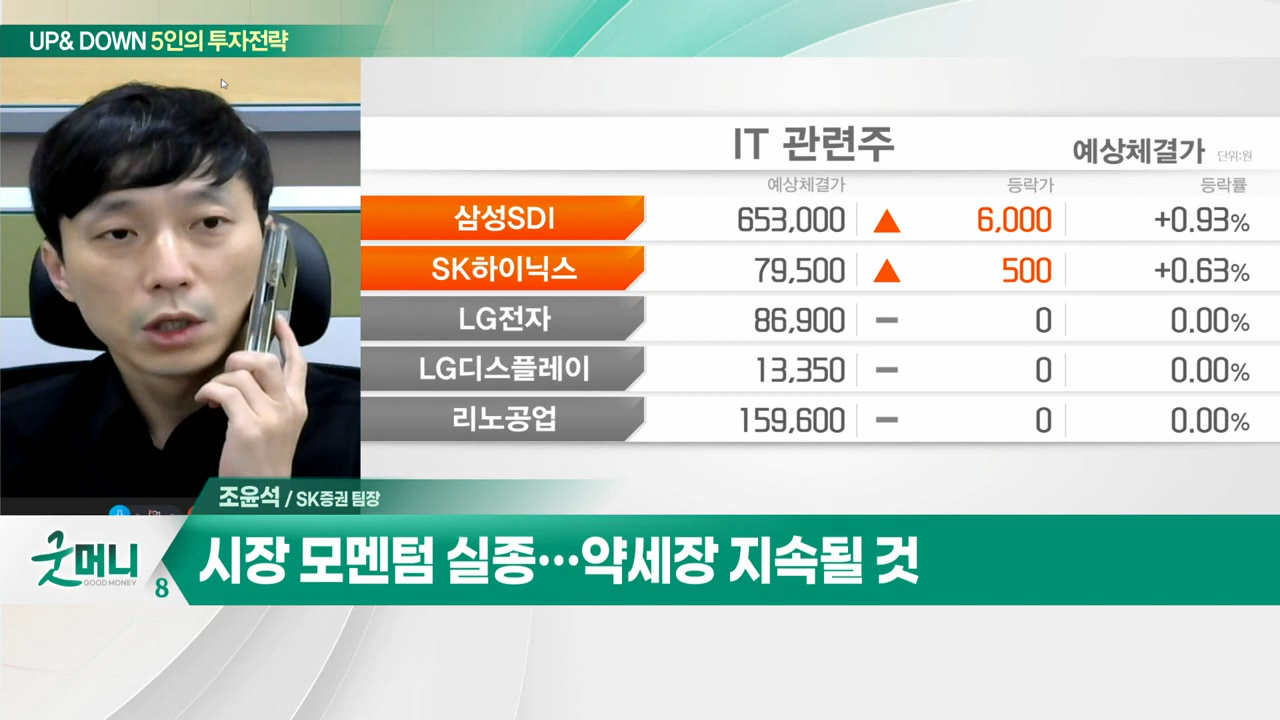 UP& DOWN 5인의 투자전략
IT 관련주
예상체결가 단위:원
예상체결가 등락가 등락률
삼성SDI 653,000 ▲ 6,000 +0.93%
SK하이닉스 79,500 ▲ 500 +0.63%
LG전자 86,900 － 0 0.00%
LG디스플레이 13,350 － 0 0.00%
리노공업 159,600 － 0 0.00%
조윤석 / SK증권 팀장
굿머니
GOOD MONEY
8
시장 모멘텀 실종…약세장 지속될 것